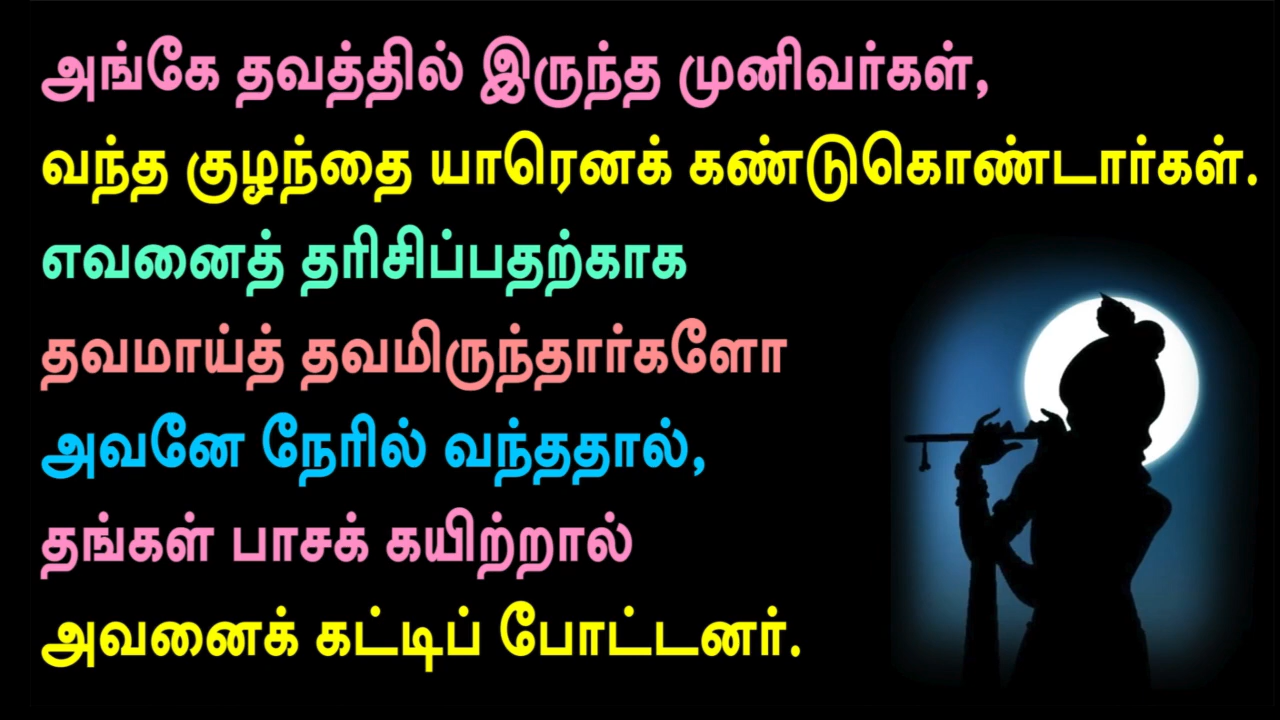 அங்கே தவத்தில் இருந்த முனிவர்கள்,
வந்த குழந்தை யாரெனக் கண்டுகொண்டார்கள்.
எவனைத் தரிசிப்பதற்காக
தவமாய்த் தவமிருந்தார்களோ
அவனே நேரில் வந்ததால்,
தங்கள் பாசக் கயிற்றால்
அவனைக் கட்டிப் போட்டனர்.